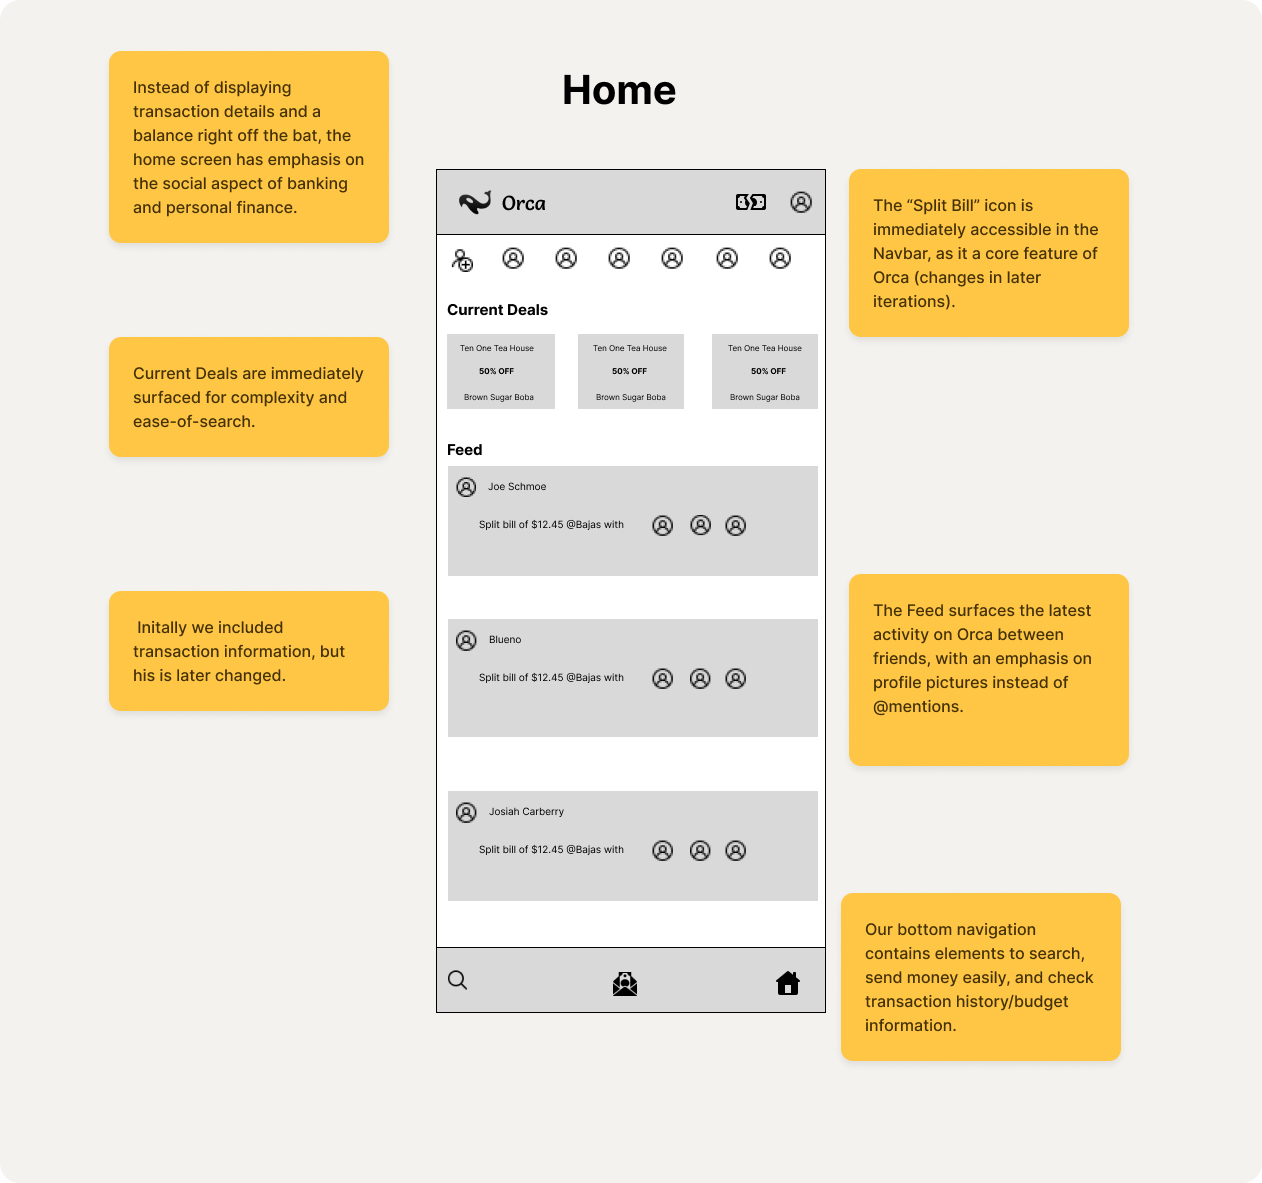 Home
Instead of displaying
transaction details and a
balance right off the bat, the
home screen has emphasis on
the social aspect of banking
and personal finance.
Current Deals are immediately
surfaced for complexity and
ease-of-search.
Initally we included
transaction information, but
his is later changed.
Orca
Current Deals
Ten One Tea House
50% OFF
Brown Sugar Boba
Ten One Tea House
50% OFF
Brown Sugar Boba
Ten One Tea House
50% OFF
Brown Sugar Boba
Feed
Joe Schmoe
Split bill of $12.45 @Bajas with
Blueno
Split bill of $12.45 @Bajas with
Josiah Carberry
Split bill of $12.45 @Bajas with
The “Split Bill” icon is
immediately accessible in the
Navbar, as it a core feature of
Orca (changes in later
iterations).
The Feed surfaces the latest
activity on Orca between
friends, with an emphasis on
profile pictures instead of
@mentions.
Our bottom navigation
contains elements to search,
send money easily, and check
transaction history/budget
information.